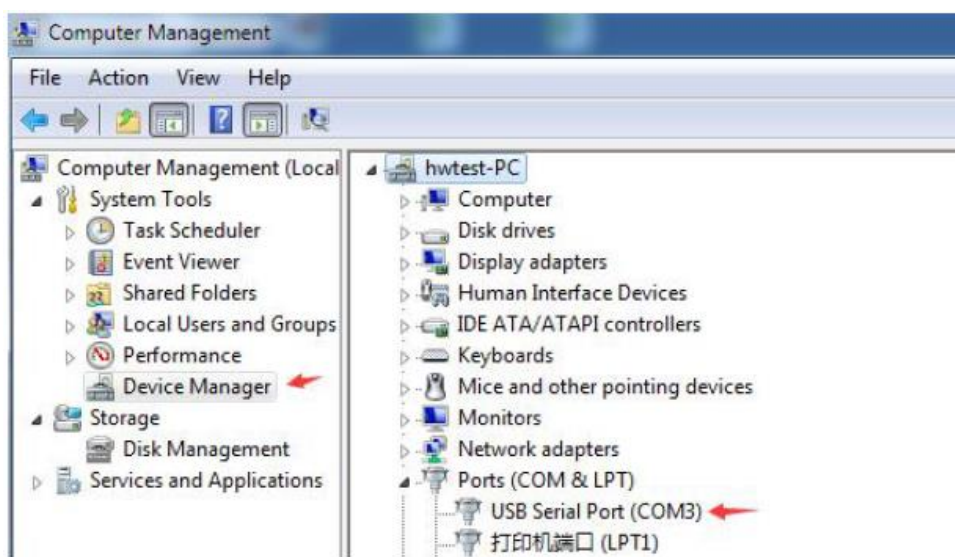 Computer Management
File Action View Help
Computer Management (Local
System Tools
Task Scheduler
Event Viewer
Shared Folders
Local Users and Groups
Performance
Device Manager
Storage
Disk Management
Services and Applications
hwtest-PC
Computer
Disk drives
Display adapters
Human Interface Devices
IDE ATA/ATAPI controllers
Keyboards
Mice and other pointing devices
Monitors
Network adapters
Ports (COM & LPT)
USB Serial Port (COM3)
打印机端口 (LPT1)